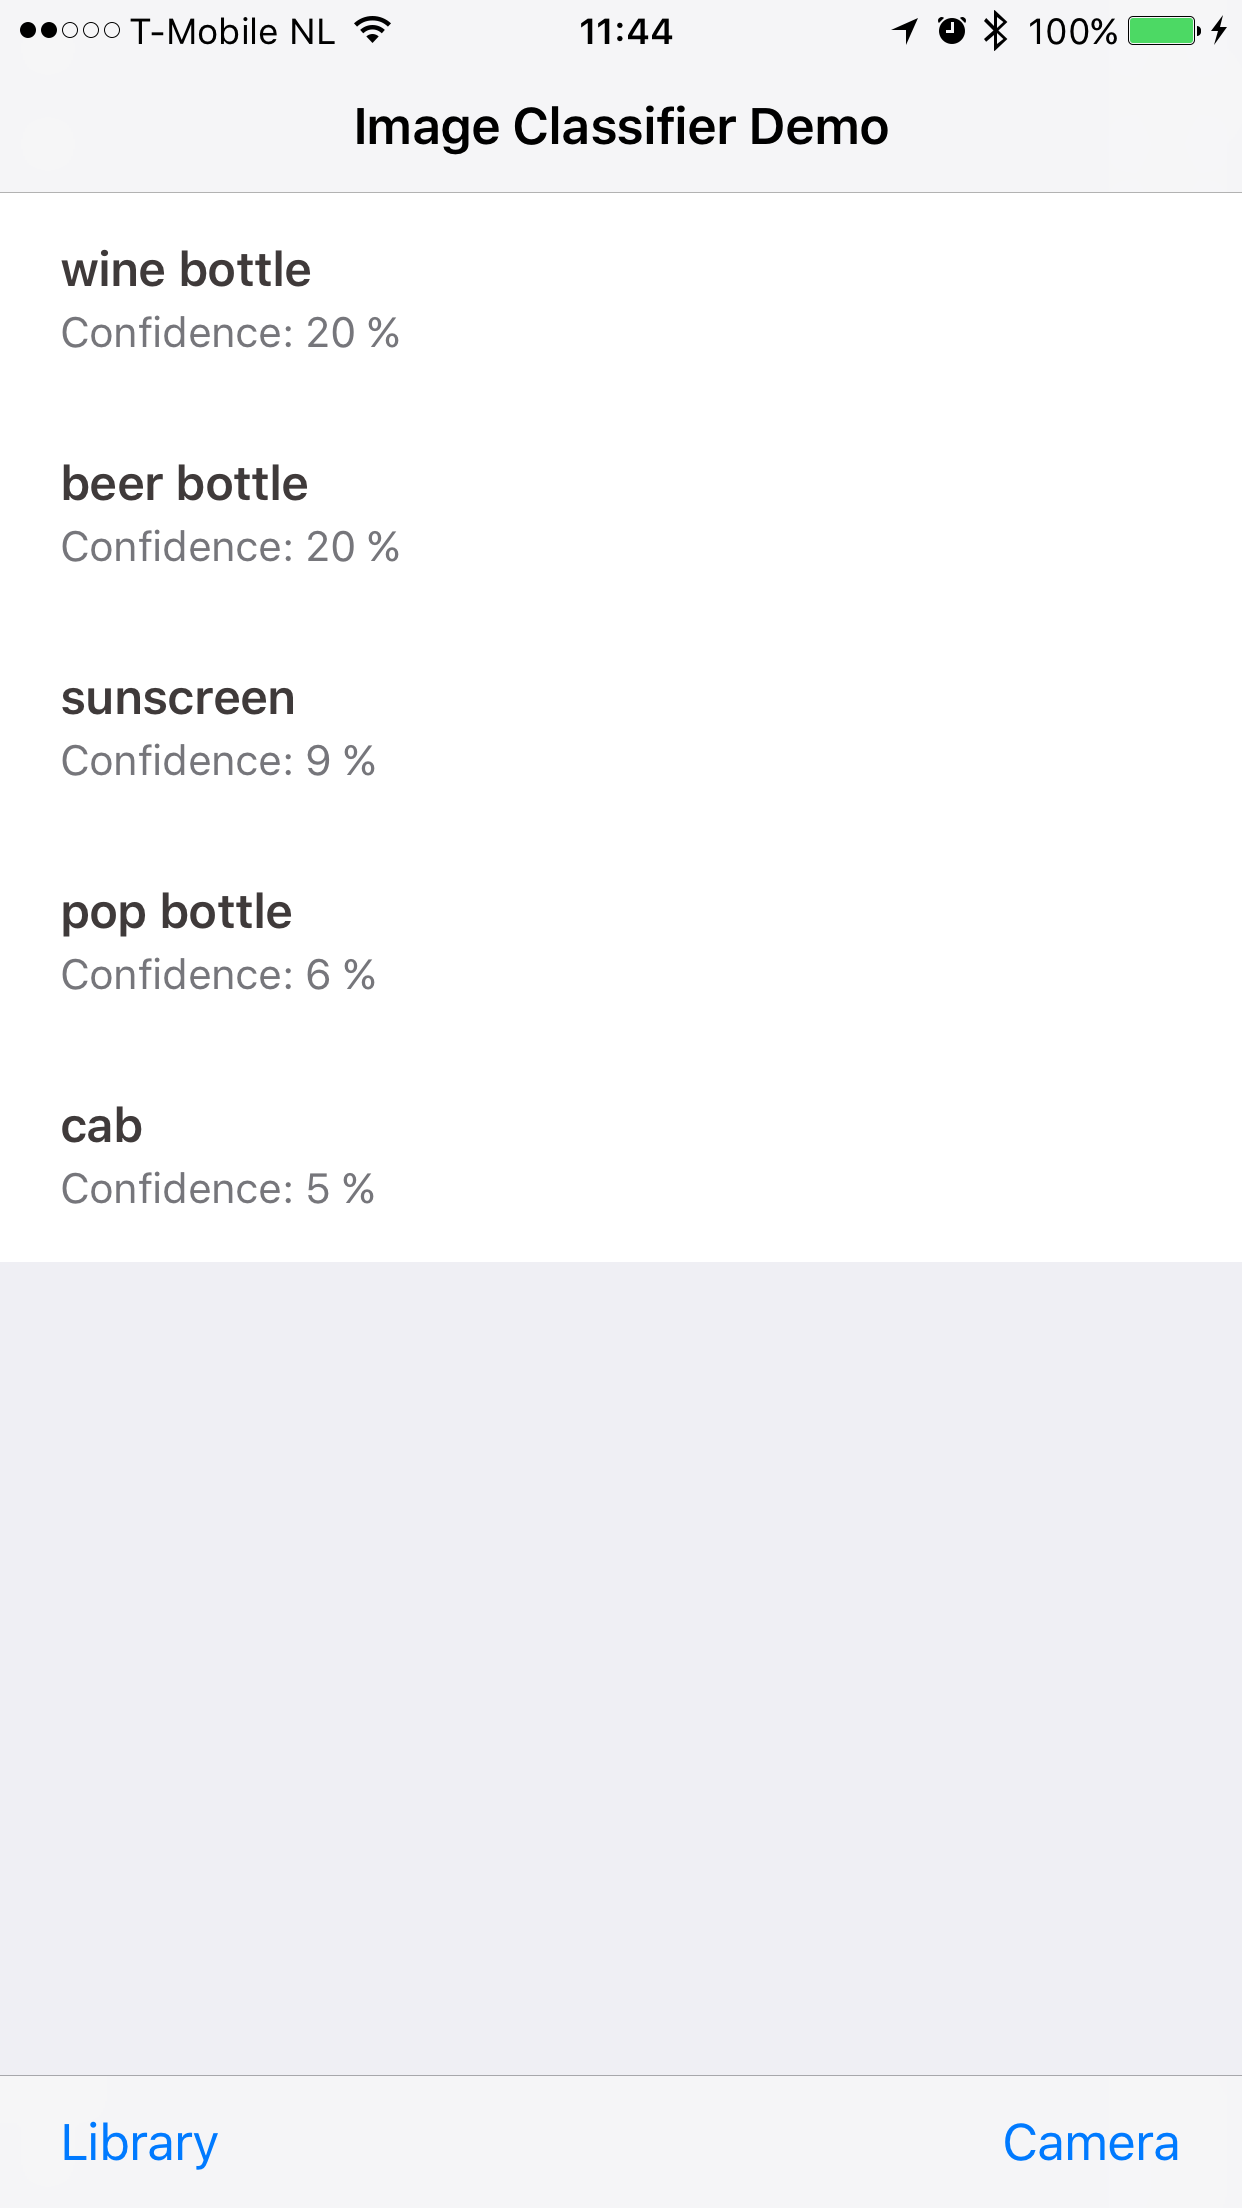 T-Mobile NL 11:44 100%
Image Classifier Demo
wine bottle
Confidence: 20 %
beer bottle
Confidence: 20 %
sunscreen
Confidence: 9 %
pop bottle
Confidence: 6 %
cab
Confidence: 5 %
Library Camera